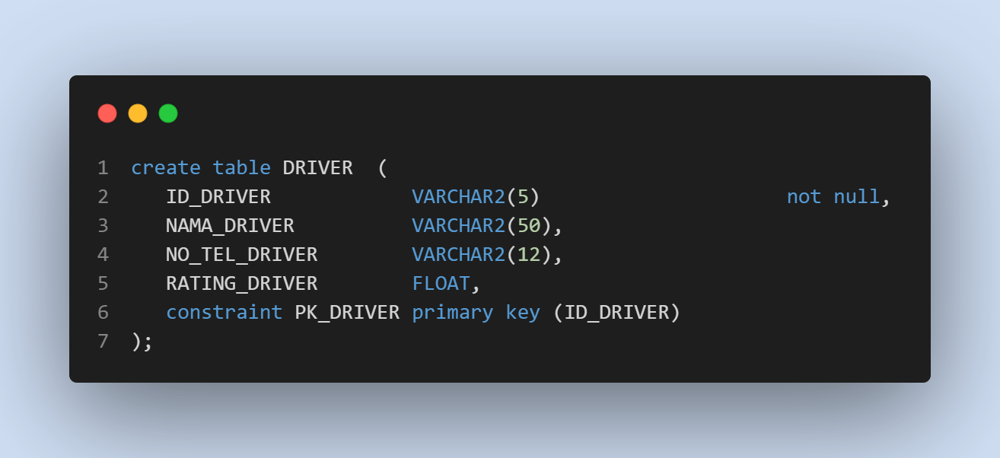 1 create table DRIVER  (
2    ID_DRIVER            VARCHAR2(5)                     not null,
3    NAMA_DRIVER          VARCHAR2(50),
4    NO_TEL_DRIVER        VARCHAR2(12),
5    RATING_DRIVER        FLOAT,
6    constraint PK_DRIVER primary key (ID_DRIVER)
7 );